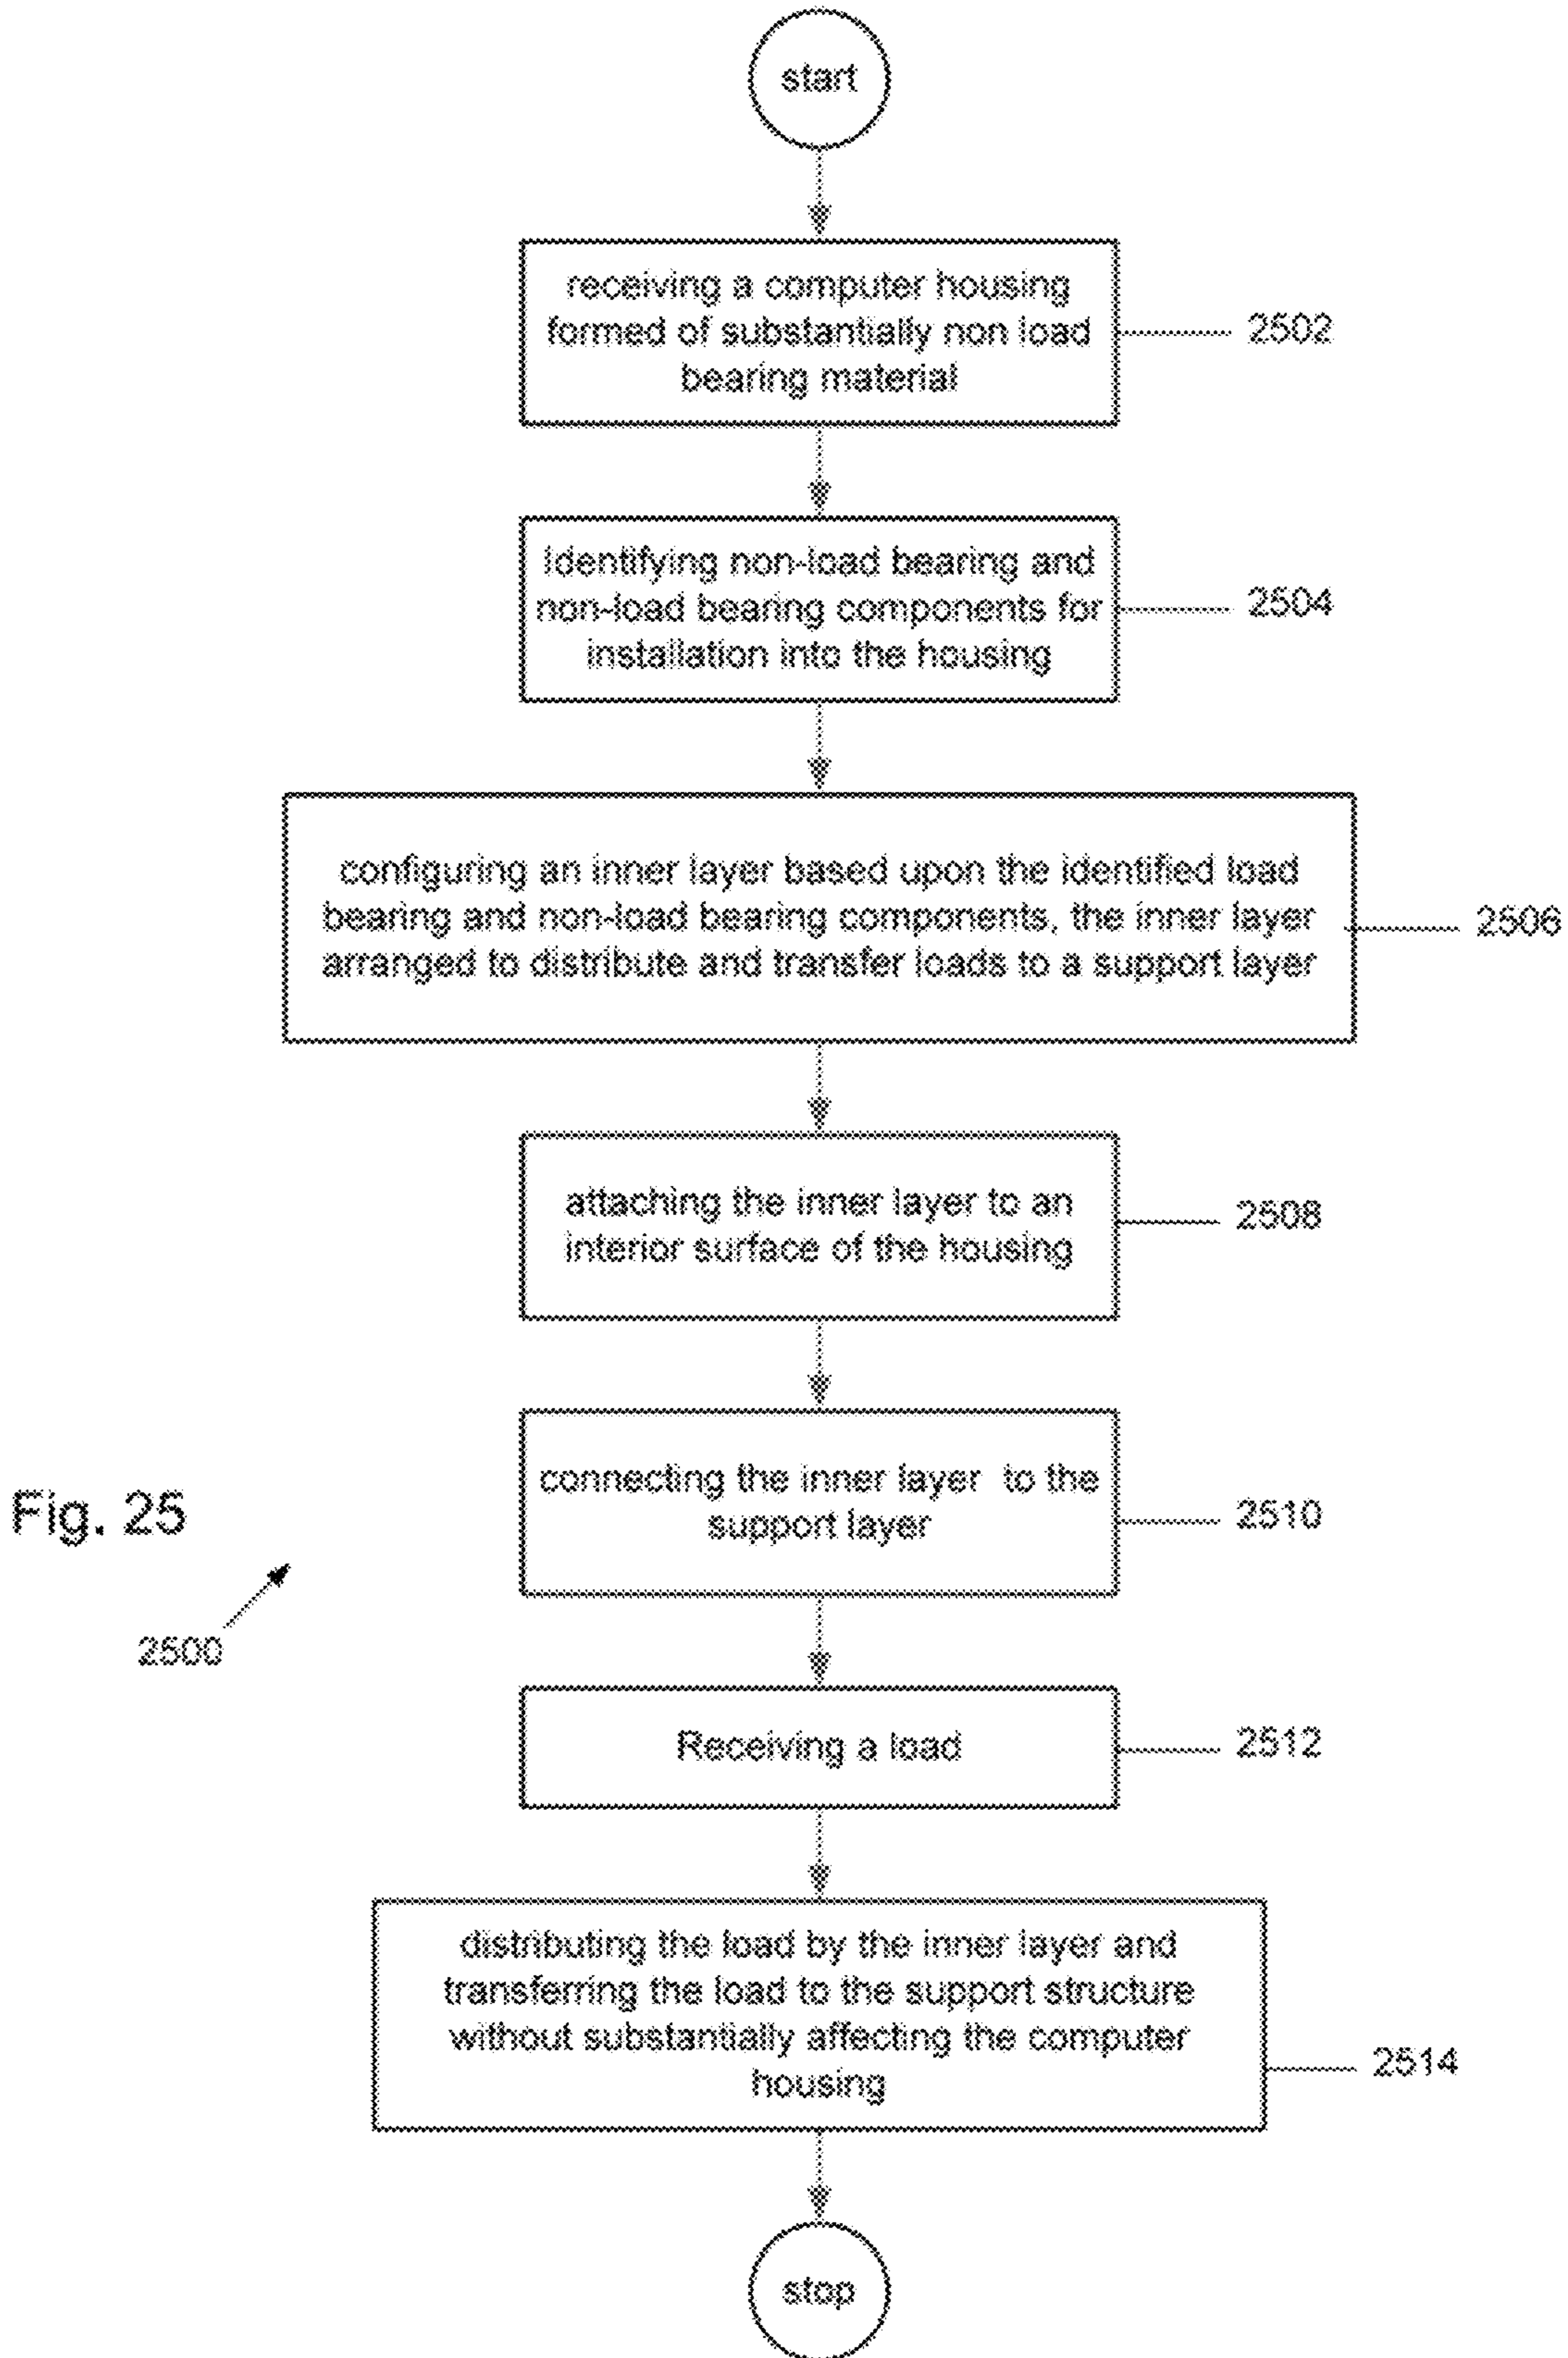 start
receiving a computer housing
formed of substantially non load
bearing material
2502
Identifying non-load bearing and
non-load bearing components for
installation into the housing
2504
configuring an inner layer based upon the identified load
bearing and non-load bearing components, the inner layer
arranged to distribute and transfer loads to a support layer
2506
attaching the inner layer to an
interior surface of the housing
2508
connecting the inner layer to the
support layer
2510
Fig. 25
2500
Receiving a load
2512
distributing the load by the inner layer and
transferring the load to the support structure
without substantially affecting the computer
housing
2514
stop